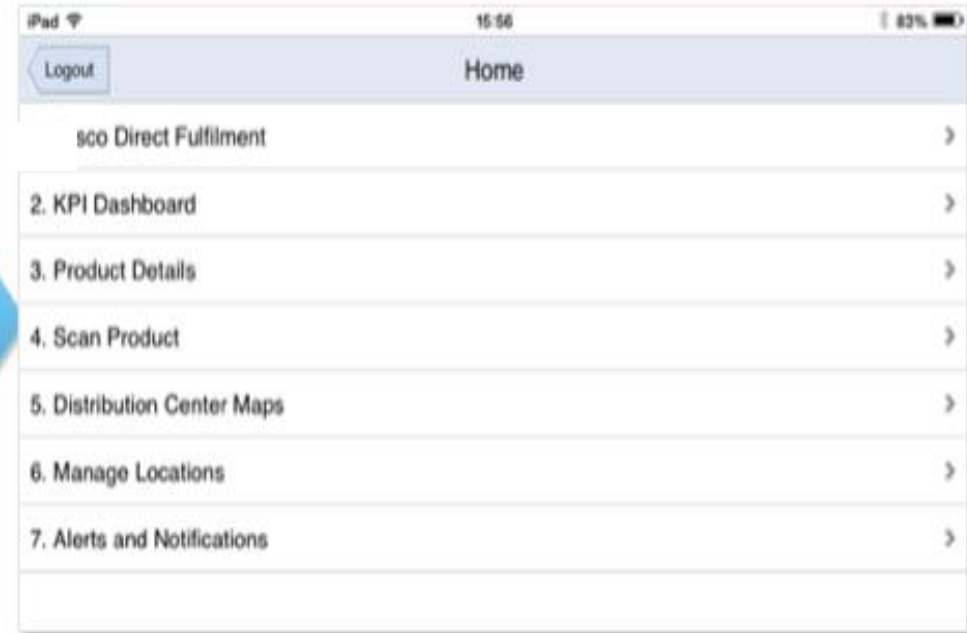 iPad 15:56 83%
Logout Home
sco Direct Fulfilment
2. KPI Dashboard
3. Product Details
4. Scan Product
5. Distribution Center Maps
6. Manage Locations
7. Alerts and Notifications